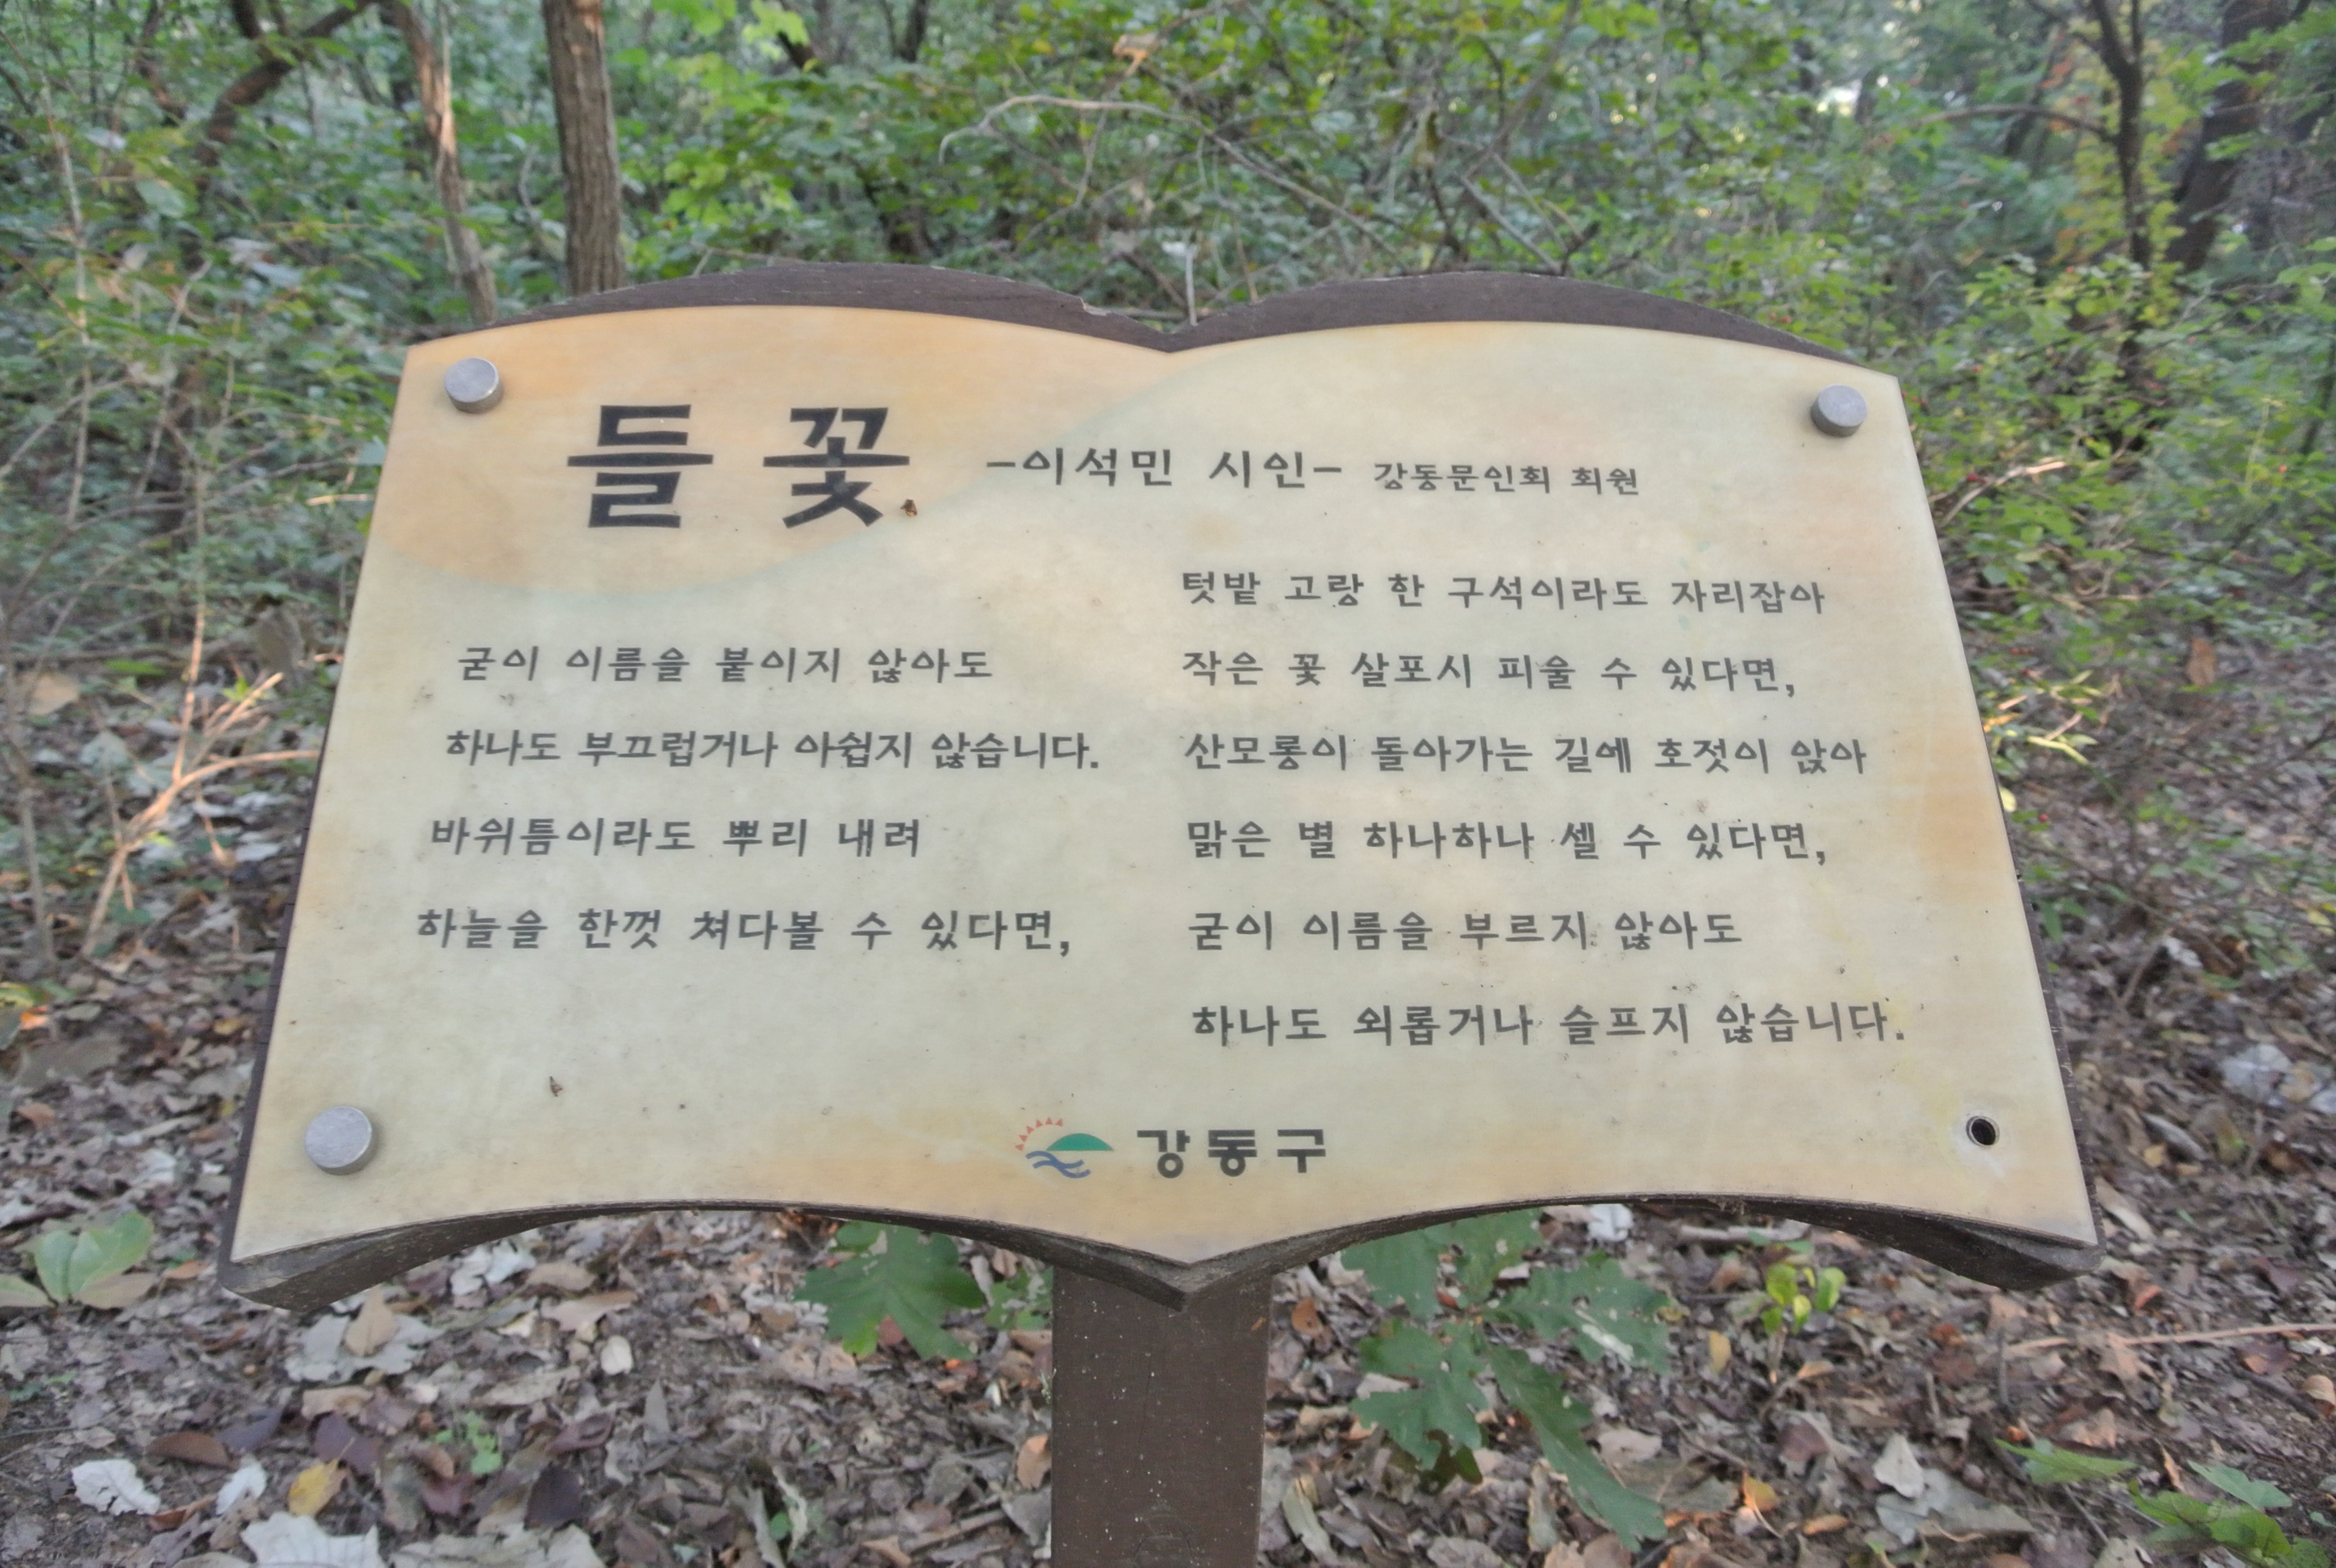 들꽃 -이석민 시인- 강동문인회 회원
굳이 이름을 붙이지 않아도
하나도 부끄럽거나 아쉽지 않습니다.
바위틈이라도 뿌리 내려
하늘을 한껏 쳐다볼 수 있다면,
텃밭 고랑 한 구석이라도 자리잡아
작은 꽃 살포시 피울 수 있다면,
산모롱이 돌아가는 길에 호젓이 앉아
맑은 별 하나하나 셀 수 있다면,
굳이 이름을 부르지 않아도
하나도 외롭거나 슬프지 않습니다.
강동구